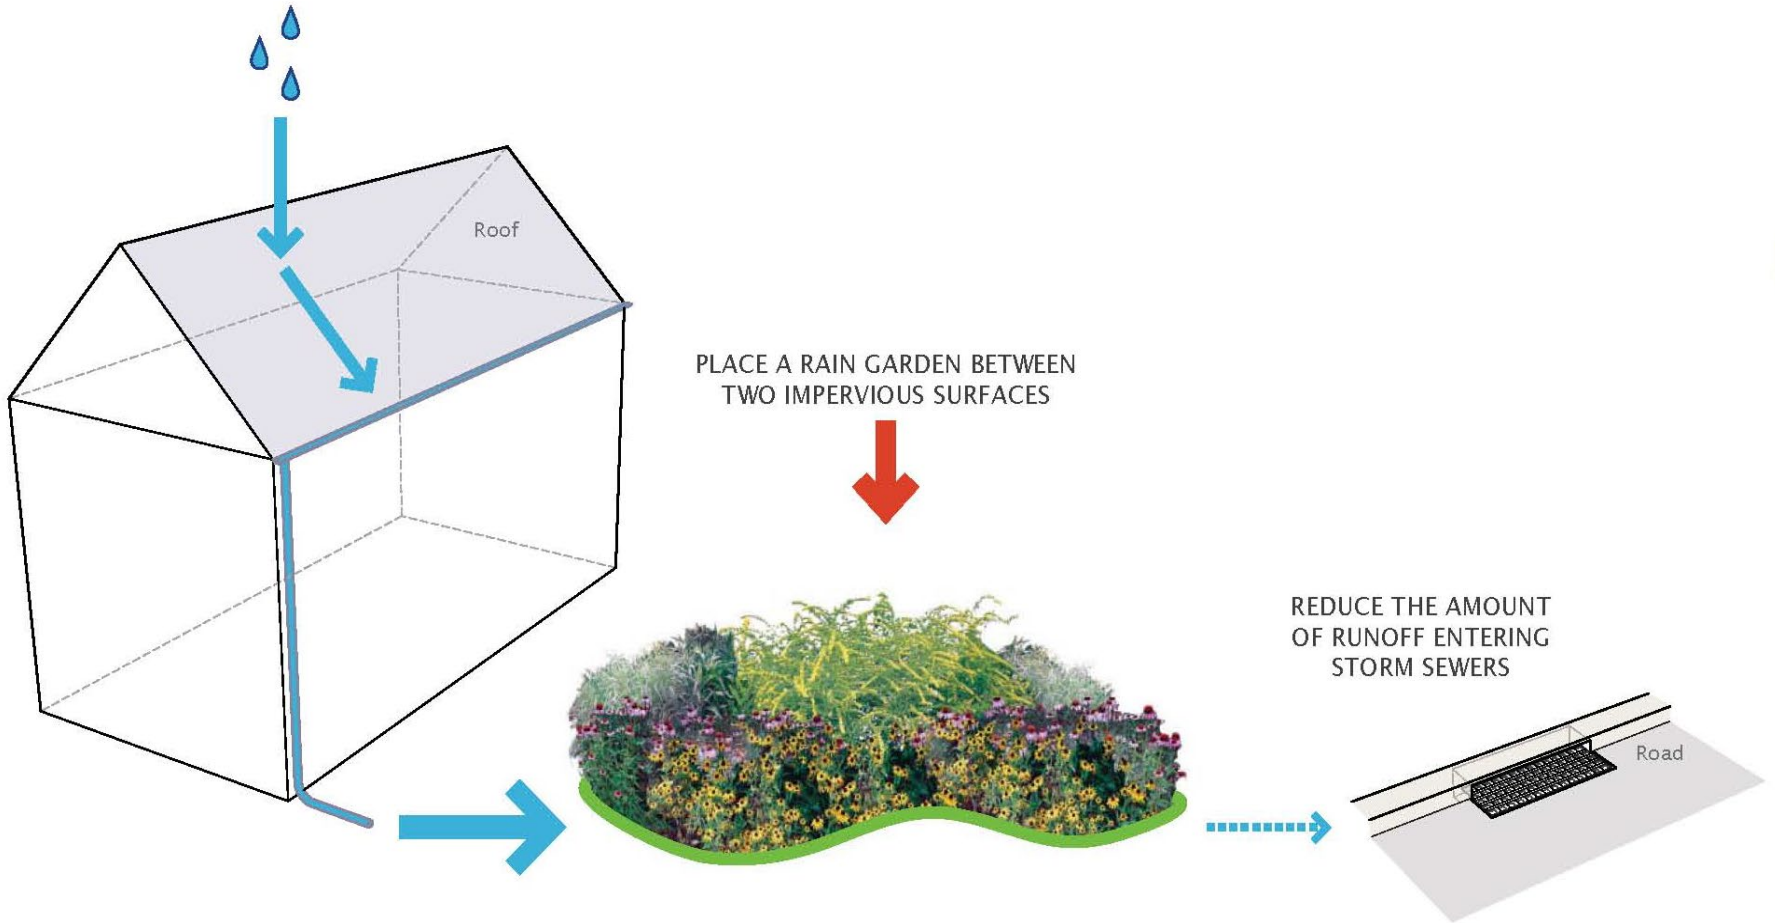 Roof
PLACE A RAIN GARDEN BETWEEN
TWO IMPERVIOUS SURFACES
REDUCE THE AMOUNT
OF RUNOFF ENTERING
STORM SEWERS
Road